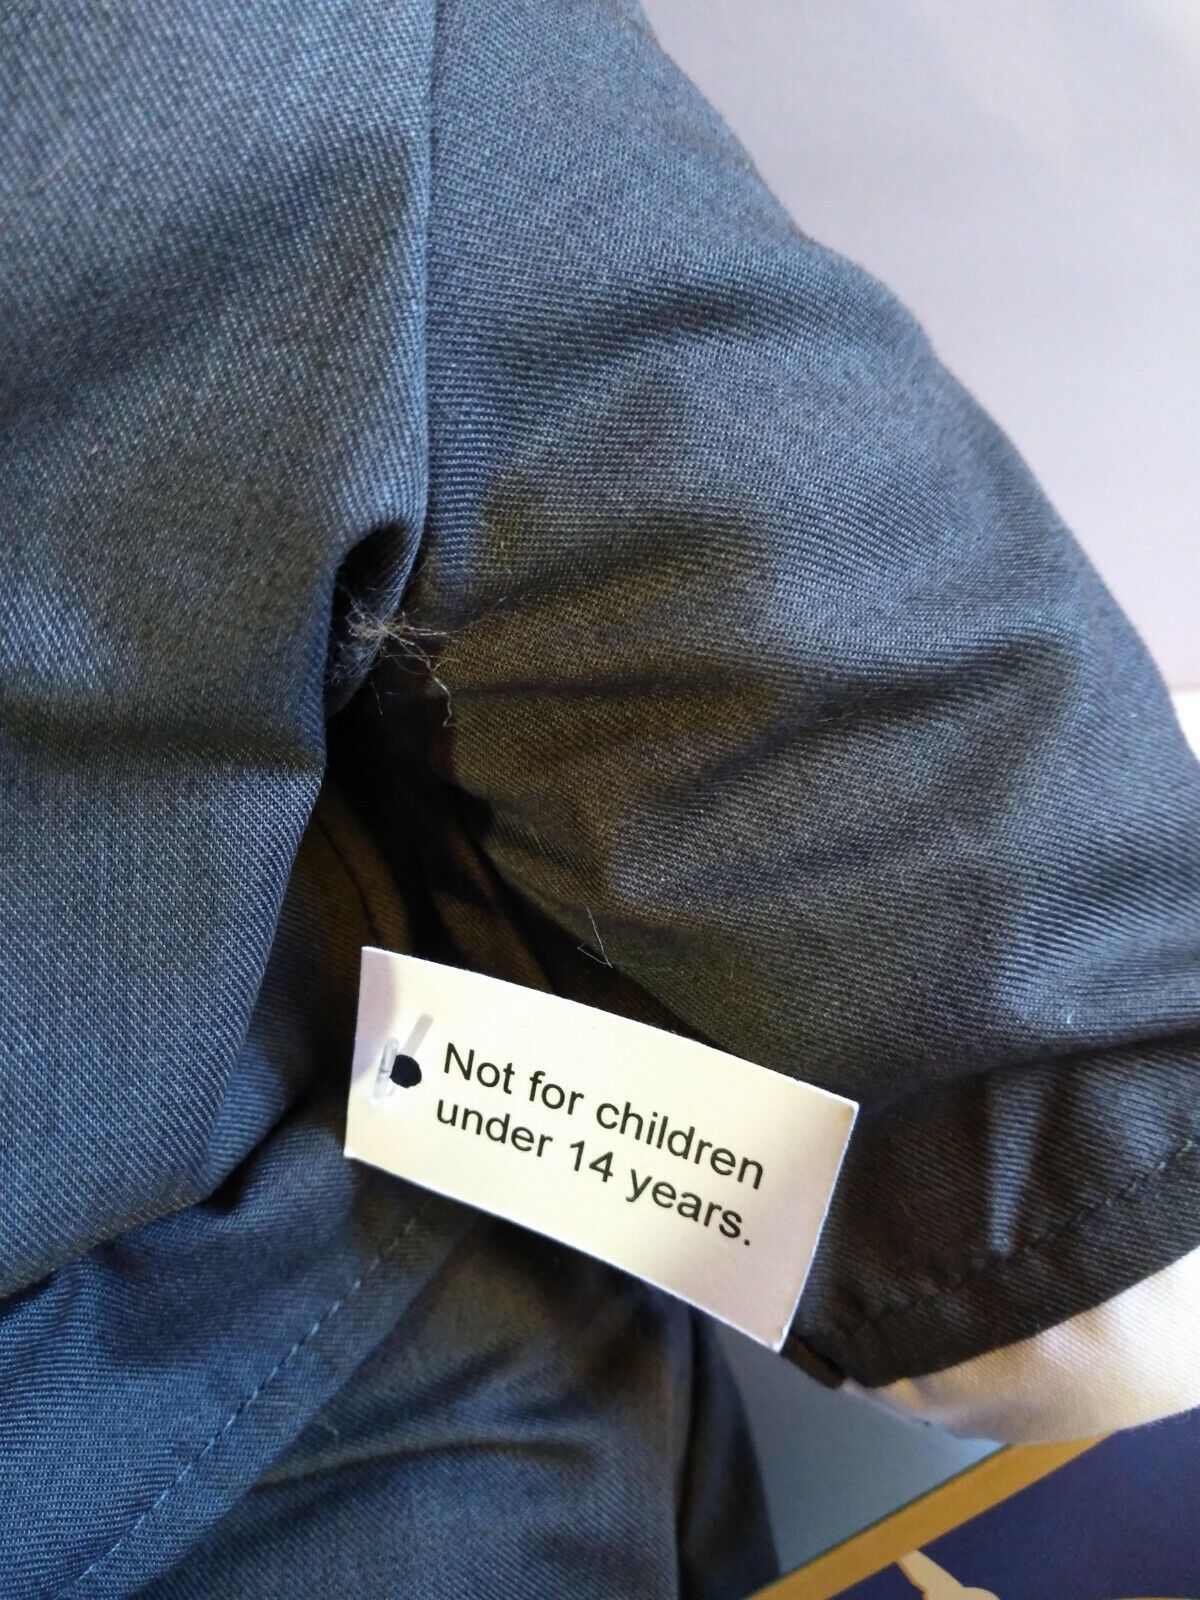 Not for children
under 14 years.